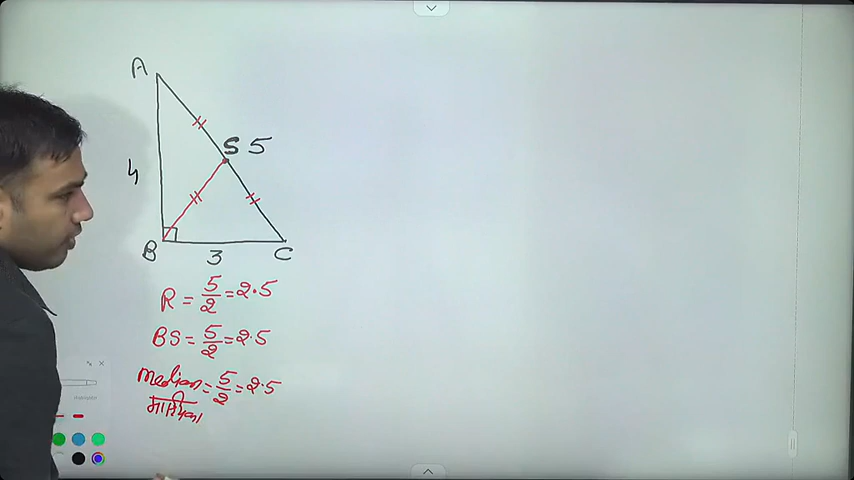 A
S 5
4
B
3
C
R = 5/2 = 2.5
BS = 5/2 = 2.5
median = 5/2 = 2.5
माध्यिका